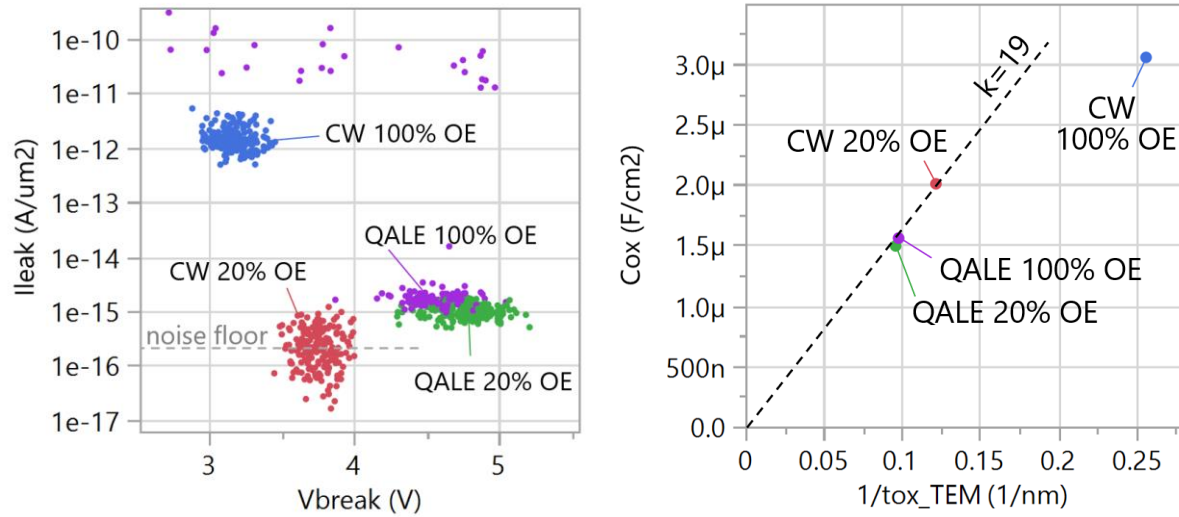 1e-10
1e-11
1e-12
1e-13
1e-14
1e-15
1e-16
1e-17
Ileak (A/um2)
CW 100% OE
QALE 100% OE
CW 20% OE
noise floor
QALE 20% OE
3
4
5
Vbreak (V)
3.0µ
2.5µ
2.0µ
1.5µ
1.0µ
500n
0.0
Cox (F/cm2)
k=19
CW
100% OE
CW 20% OE
QALE 100% OE
QALE 20% OE
0
0.05
0.1
0.15
0.2
0.25
1/tox_TEM (1/nm)